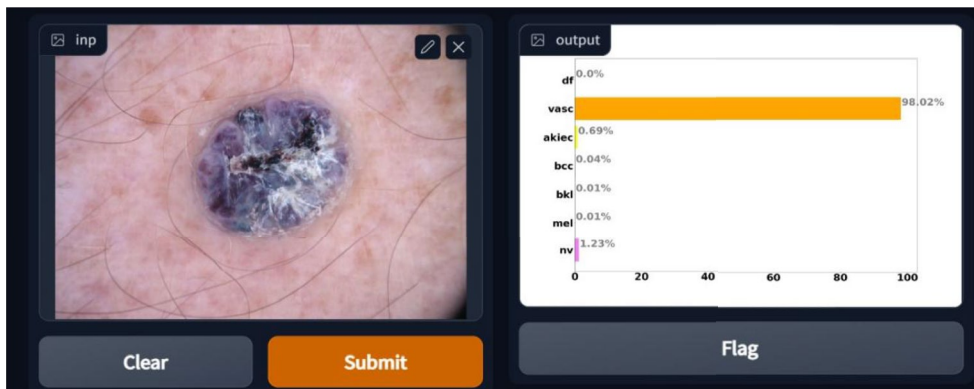 inp
Clear
Submit
output
df 0.0%
vasc 98.02%
akiec 0.69%
bcc 0.04%
bkl 0.01%
mel 0.01%
nv 1.23%
0 20 40 60 80 100
Flag